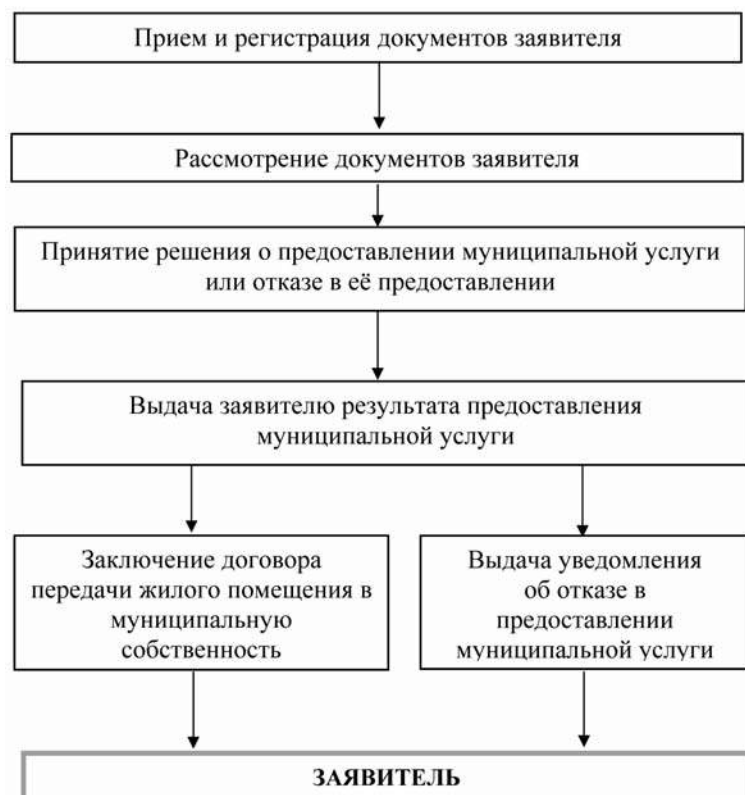 Прием и регистрация документов заявителя
Рассмотрение документов заявителя
Принятие решения о предоставлении муниципальной услуги
или отказе в её предоставлении
Выдача заявителю результата предоставления
муниципальной услуги
Заключение договора
передачи жилого помещения в
муниципальную
собственность
Выдача уведомления
об отказе в
предоставлении
муниципальной услуги
ЗАЯВИТЕЛЬ